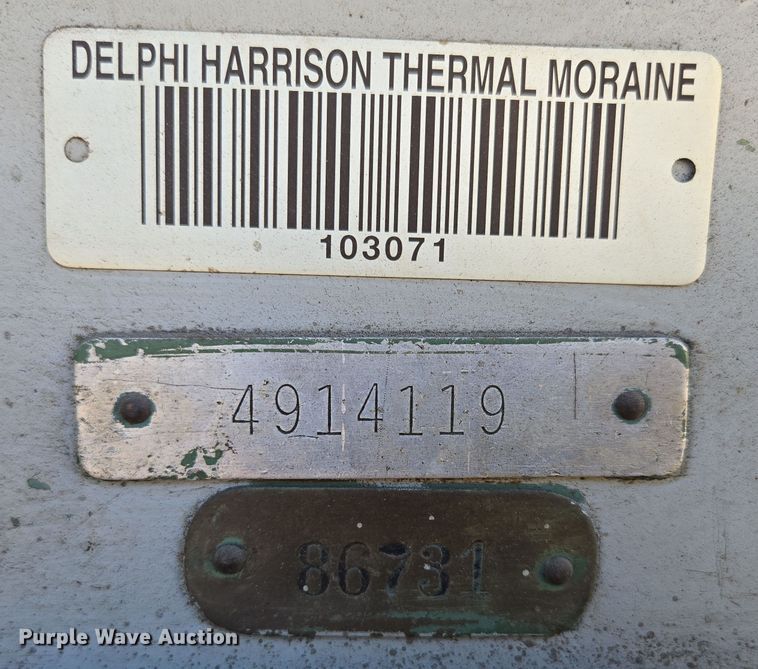 DELPHI HARRISON THERMAL MORAINE
103071
4914119
86731
Purple Wave Auction